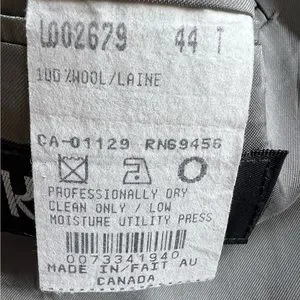 LD02679 44 T
100%WOOL/LAINE
CA-01129 RN69456
PROFESSIONALLY DRY
CLEAN ONLY / LOW
MOISTURE UTILITY PRESS
0073341940
MADE IN/FAIT AU
CANADA